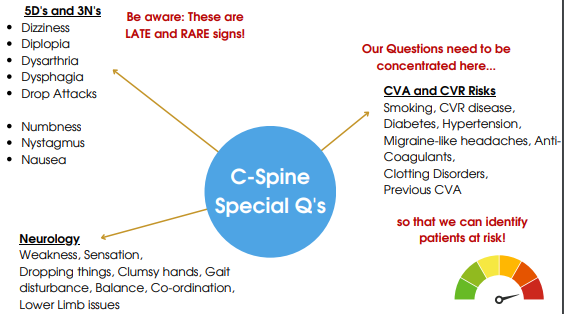 5D's and 3N's
Dizziness
Diplopia
Dysarthria
Dysphagia
Drop Attacks
Numbness
Nystagmus
Nausea
Be aware: These are
LATE and RARE signs!
Our Questions need to be
concentrated here...
CVA and CVR Risks
Smoking, CVR disease,
Diabetes, Hypertension,
Migraine-like headaches, Anti-
Coagulants,
Clotting Disorders,
Previous CVA
C-Spine
Special Q's
so that we can identify
patients at risk!
Neurology
Weakness, Sensation,
Dropping things, Clumsy hands, Gait
disturbance, Balance, Co-ordination,
Lower Limb issues